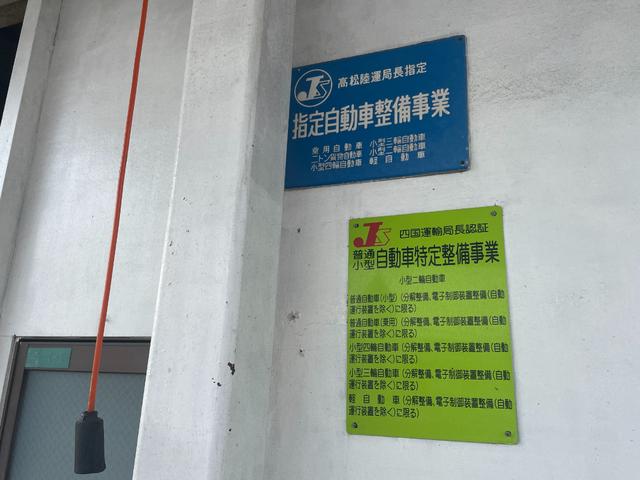 JS 高松陸運局長指定
指定自動車整備事業
乗用自動車 小型三輪自動車
二トン貨物自動車 小型二輪自動車
小型四輪自動車 軽自動車
JS 四国運輸局長認証
普通
小型 自動車特定整備事業
小型二輪自動車
普通自動車(小型)(分解整備、電子制御装置整備(自動
運行装置を除く)に限る)
普通自動車(乗用)(分解整備、電子制御装置整備(自動
運行装置を除く)に限る)
小型四輪自動車(分解整備、電子制御装置整備(自動
運行装置を除く)に限る)
小型三輪自動車(分解整備、電子制御装置整備(自動
運行装置を除く)に限る)
軽自動車(分解整備、電子制御装置整備(自動
運行装置を除く)に限る)